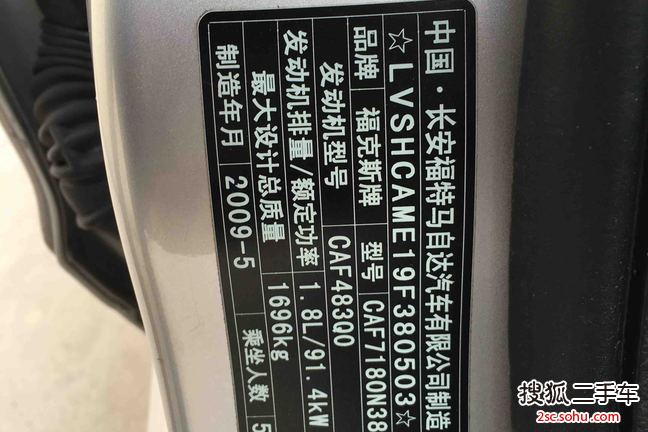 中国·长安福特马自达汽车有限公司制造
☆LVSHCAME19F380503☆
品牌 福克斯牌 型号 CAF7180N38
发动机型号 CAF483Q0
发动机排量/额定功率 1.8L/91.4kW
最大设计总质量 1696kg 乘坐人数 5
制造年月 2009-5
搜狐二手车
2sc.sohu.com